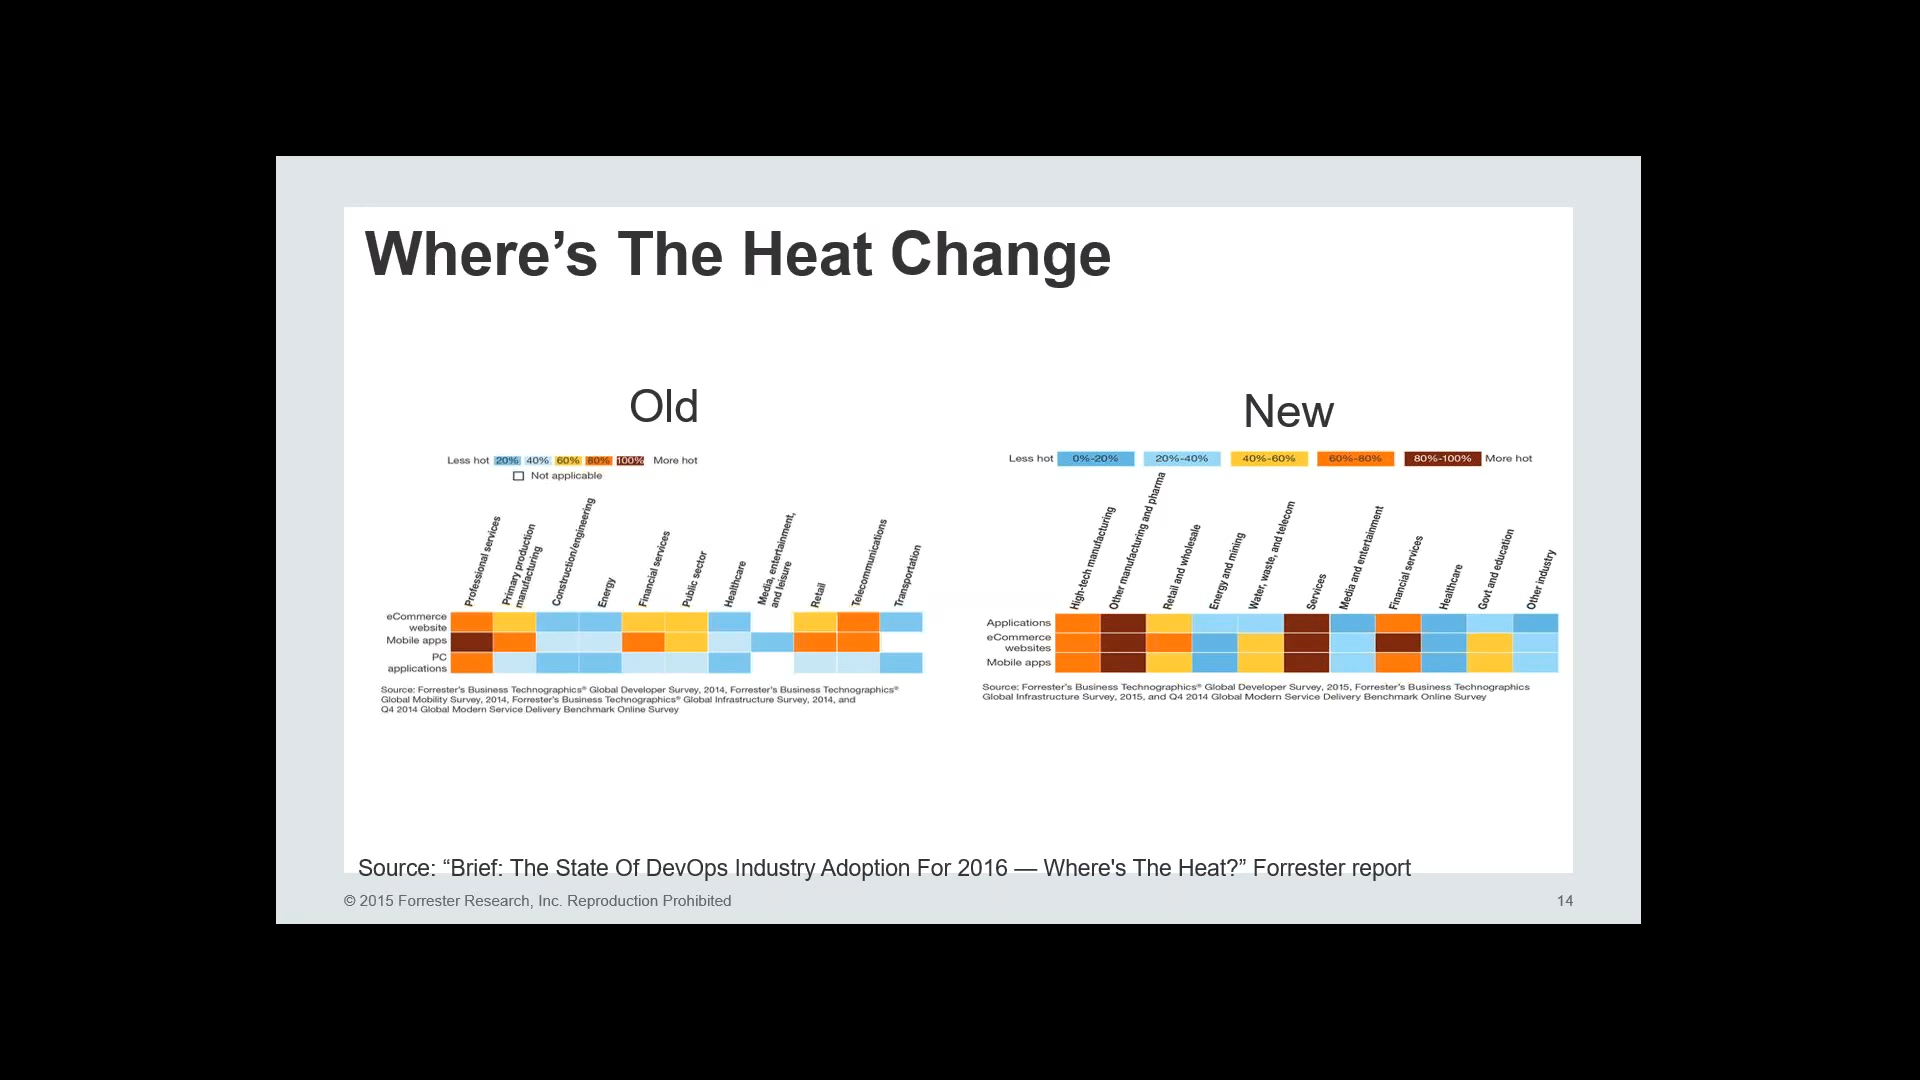 Where’s The Heat Change
Old
Less hot 20% 40% 60% 80% 100% More hot
Not applicable
Professional services
Primary production
manufacturing
Construction/engineering
Energy
Financial services
Public sector
Healthcare
Media, entertainment,
and leisure
Retail
Telecommunications
Transportation
eCommerce
website
Mobile apps
PC
applications
Source: Forrester's Business Technographics® Global Developer Survey, 2014, Forrester's Business Technographics®
Global Mobility Survey, 2014, Forrester's Business Technographics® Global Infrastructure Survey, 2014, and
Q4 2014 Global Modern Service Delivery Benchmark Online Survey
New
Less hot 0%-20% 20%-40% 40%-60% 60%-80% 80%-100% More hot
High-tech manufacturing
Other manufacturing and pharma
Retail and wholesale
Energy and mining
Water, waste, and telecom
Services
Media and entertainment
Financial services
Healthcare
Govt and education
Other industry
Applications
eCommerce
websites
Mobile apps
Source: Forrester's Business Technographics® Global Developer Survey, 2015, Forrester's Business Technographics
Global Infrastructure Survey, 2015, and Q4 2014 Global Modern Service Delivery Benchmark Online Survey
Source: “Brief: The State Of DevOps Industry Adoption For 2016 — Where's The Heat?” Forrester report
© 2015 Forrester Research, Inc. Reproduction Prohibited
14